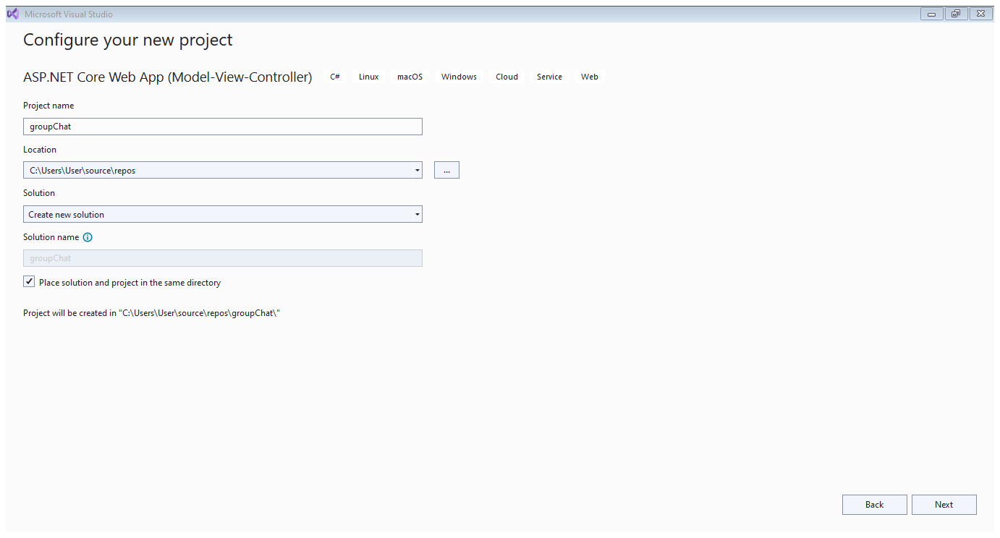 Microsoft Visual Studio
Configure your new project
ASP.NET Core Web App (Model-View-Controller) C# Linux macOS Windows Cloud Service Web
Project name
groupChat
Location
C:\Users\User\source\repos ...
Solution
Create new solution
Solution name
groupChat
Place solution and project in the same directory
Project will be created in "C:\Users\User\source\repos\groupChat\"
Back Next